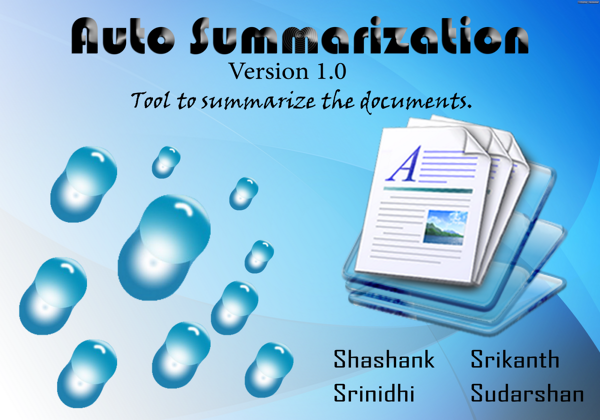 Auto Summarization
Version 1.0
Tool to summarize the documents.
A
Shashank Srikanth
Srinidhi Sudarshan